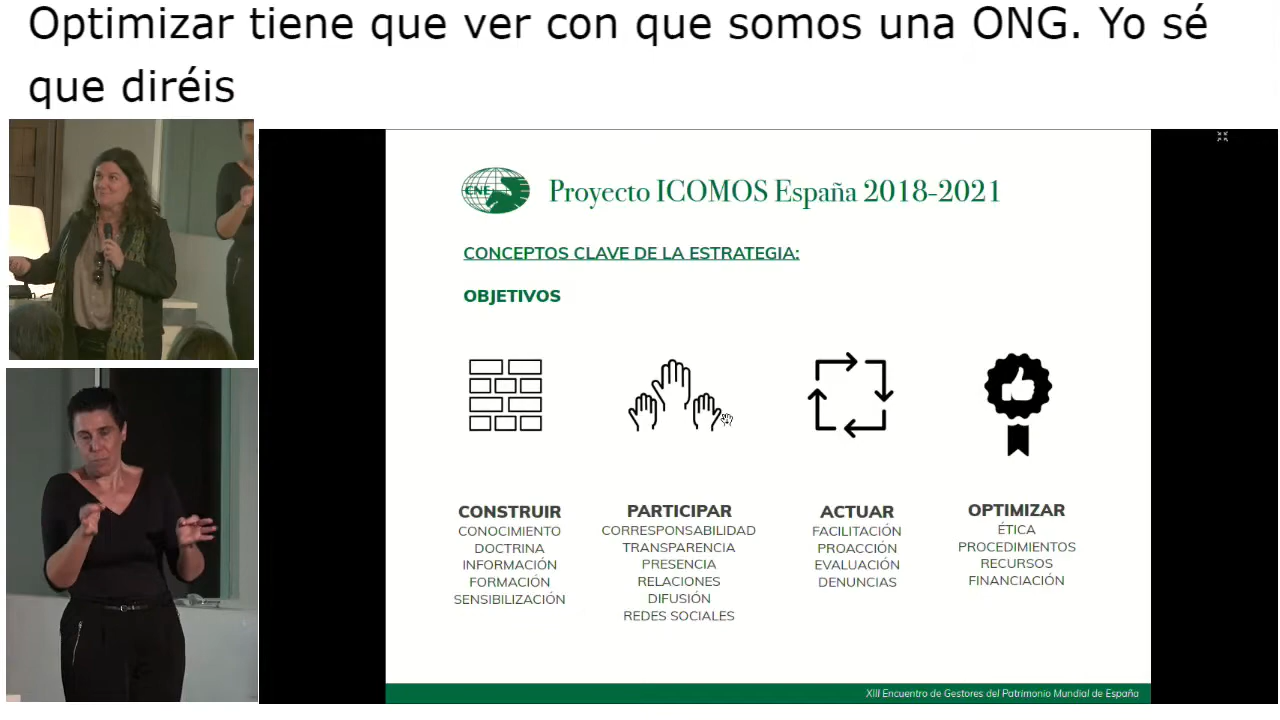 Optimizar tiene que ver con que somos una ONG. Yo sé
que diréis
CNE
Proyecto ICOMOS España 2018-2021
CONCEPTOS CLAVE DE LA ESTRATEGIA:
OBJETIVOS
CONSTRUIR
CONOCIMIENTO
DOCTRINA
INFORMACIÓN
FORMACIÓN
SENSIBILIZACIÓN
PARTICIPAR
CORRESPONSABILIDAD
TRANSPARENCIA
PRESENCIA
RELACIONES
DIFUSIÓN
REDES SOCIALES
ACTUAR
FACILITACIÓN
PROACCIÓN
EVALUACIÓN
DENUNCIAS
OPTIMIZAR
ÉTICA
PROCEDIMIENTOS
RECURSOS
FINANCIACIÓN
XIII Encuentro de Gestores del Patrimonio Mundial de España